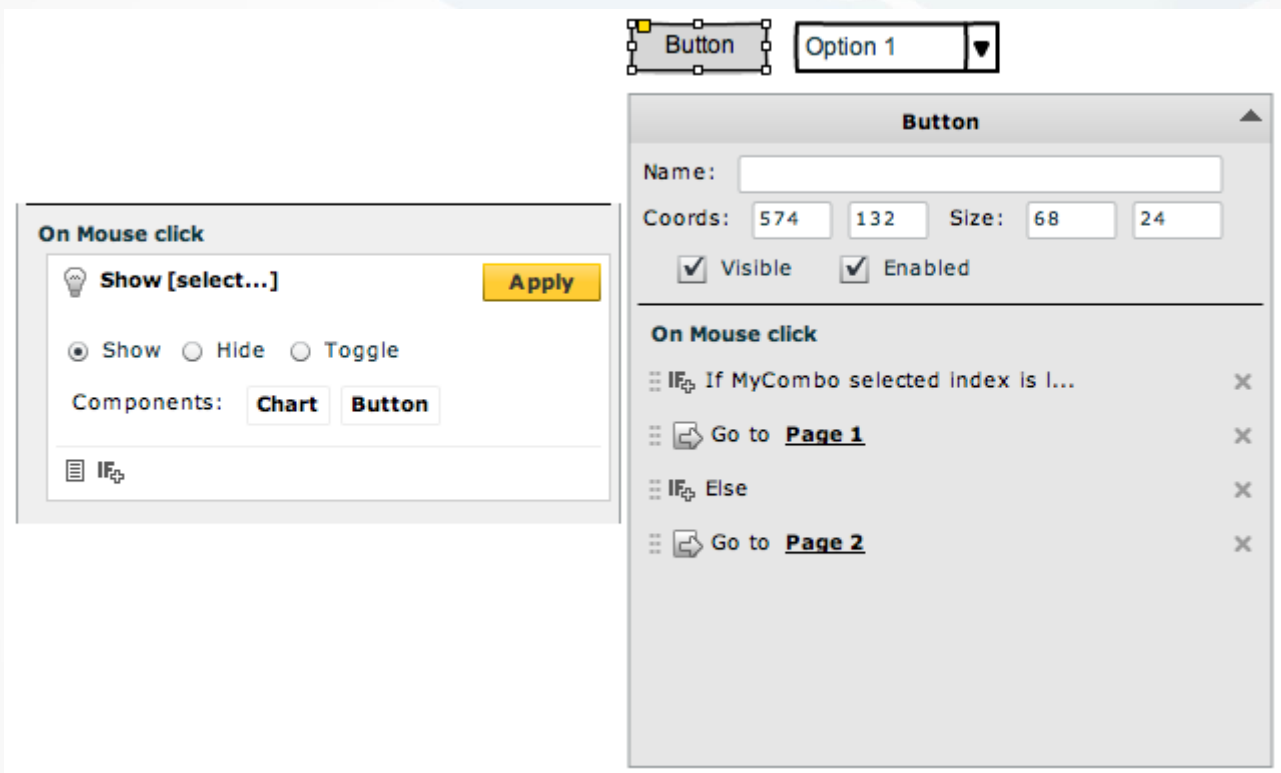 Button
Option 1
Button
Name:
Coords: 574 132 Size: 68 24
Visible Enabled
On Mouse click
If MyCombo selected index is l...
Go to Page 1
Else
Go to Page 2
On Mouse click
Show [select...] Apply
Show Hide Toggle
Components: Chart Button
IF
IF
IF